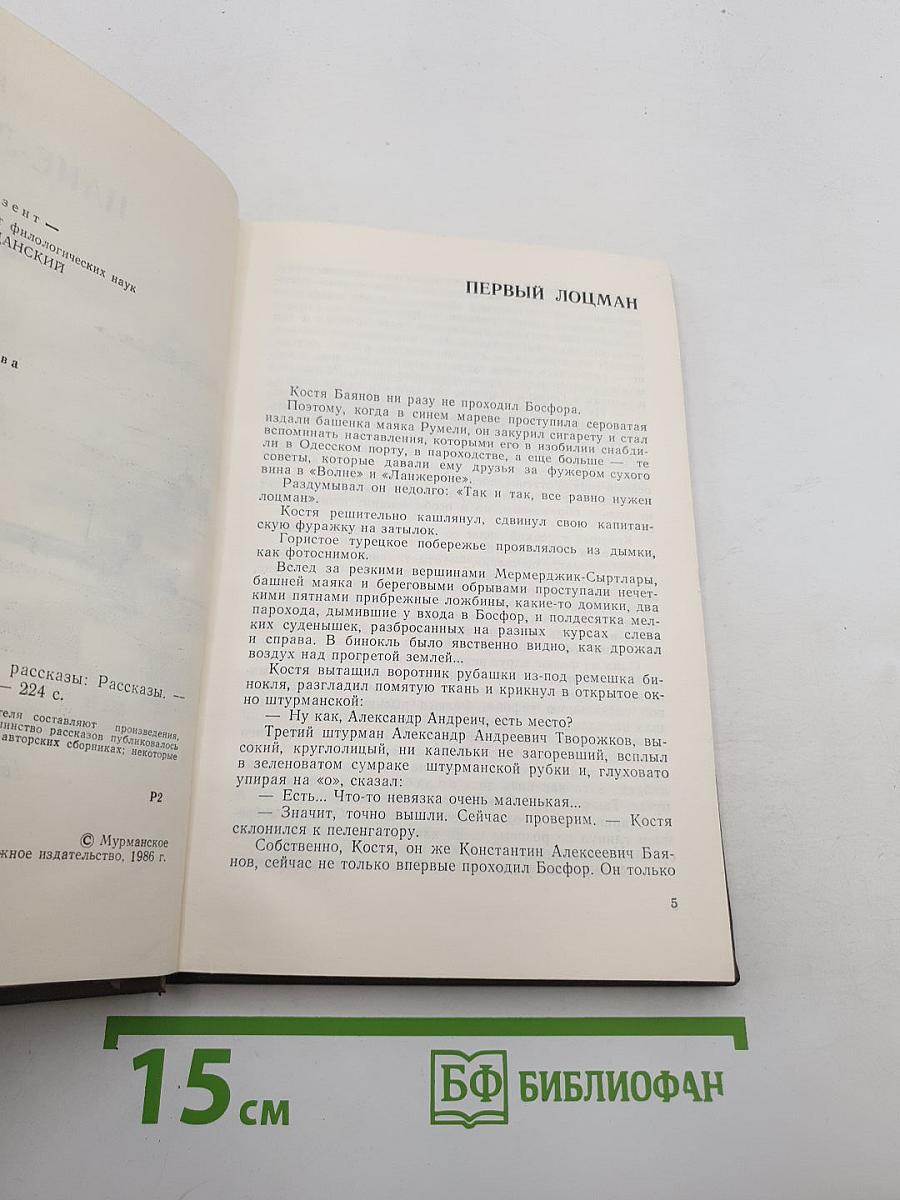 зент —
филологических наук
ДАНСКИЙ
ва
рассказы: Рассказы. —
— 224 с.
теля составляют произведения,
шинство рассказов публиковалось
авторских сборниках; некоторые
Р2
© Мурманское
жное издательство, 1986 г.
ПЕРВЫЙ ЛОЦМАН
Костя Баянов ни разу не проходил Босфора.
Поэтому, когда в синем мареве проступила сероватая
издали башенка маяка Румели, он закурил сигарету и стал
вспоминать наставления, которыми его в изобилии снабди-
ли в Одесском порту, в пароходстве, а еще больше — те
советы, которые давали ему друзья за фужером сухого
вина в «Волне» и «Ланжероне».
Раздумывал он недолго: «Так и так, все равно нужен
лоцман».
Костя решительно кашлянул, сдвинул свою капитан-
скую фуражку на затылок.
Гористое турецкое побережье проявлялось из дымки,
как фотоснимок.
Вслед за резкими вершинами Мермерджик-Сыртлары,
башней маяка и береговыми обрывами проступали нечет-
кими пятнами прибрежные ложбины, какие-то домики, два
парохода, дымившие у входа в Босфор, и полдесятка мел-
ких суденышек, разбросанных на разных курсах слева
и справа. В бинокль было явственно видно, как дрожал
воздух над прогретой землей...
Костя вытащил воротник рубашки из-под ремешка би-
нокля, разгладил помятую ткань и крикнул в открытое ок-
но штурманской:
— Ну как, Александр Андреич, есть место?
Третий штурман Александр Андреевич Творожков, вы-
сокий, круглолицый, ни капельки не загоревший, всплыл
в зеленоватом сумраке штурманской рубки и, глуховато
упирая на «о», сказал:
— Есть... Что-то невязка очень маленькая...
— Значит, точно вышли. Сейчас проверим. — Костя
склонился к пеленгатору.
Собственно, Костя, он же Константин Алексеевич Бая-
нов, сейчас не только впервые проходил Босфор. Он только
5
15 см
БФ БИБЛИОФАН